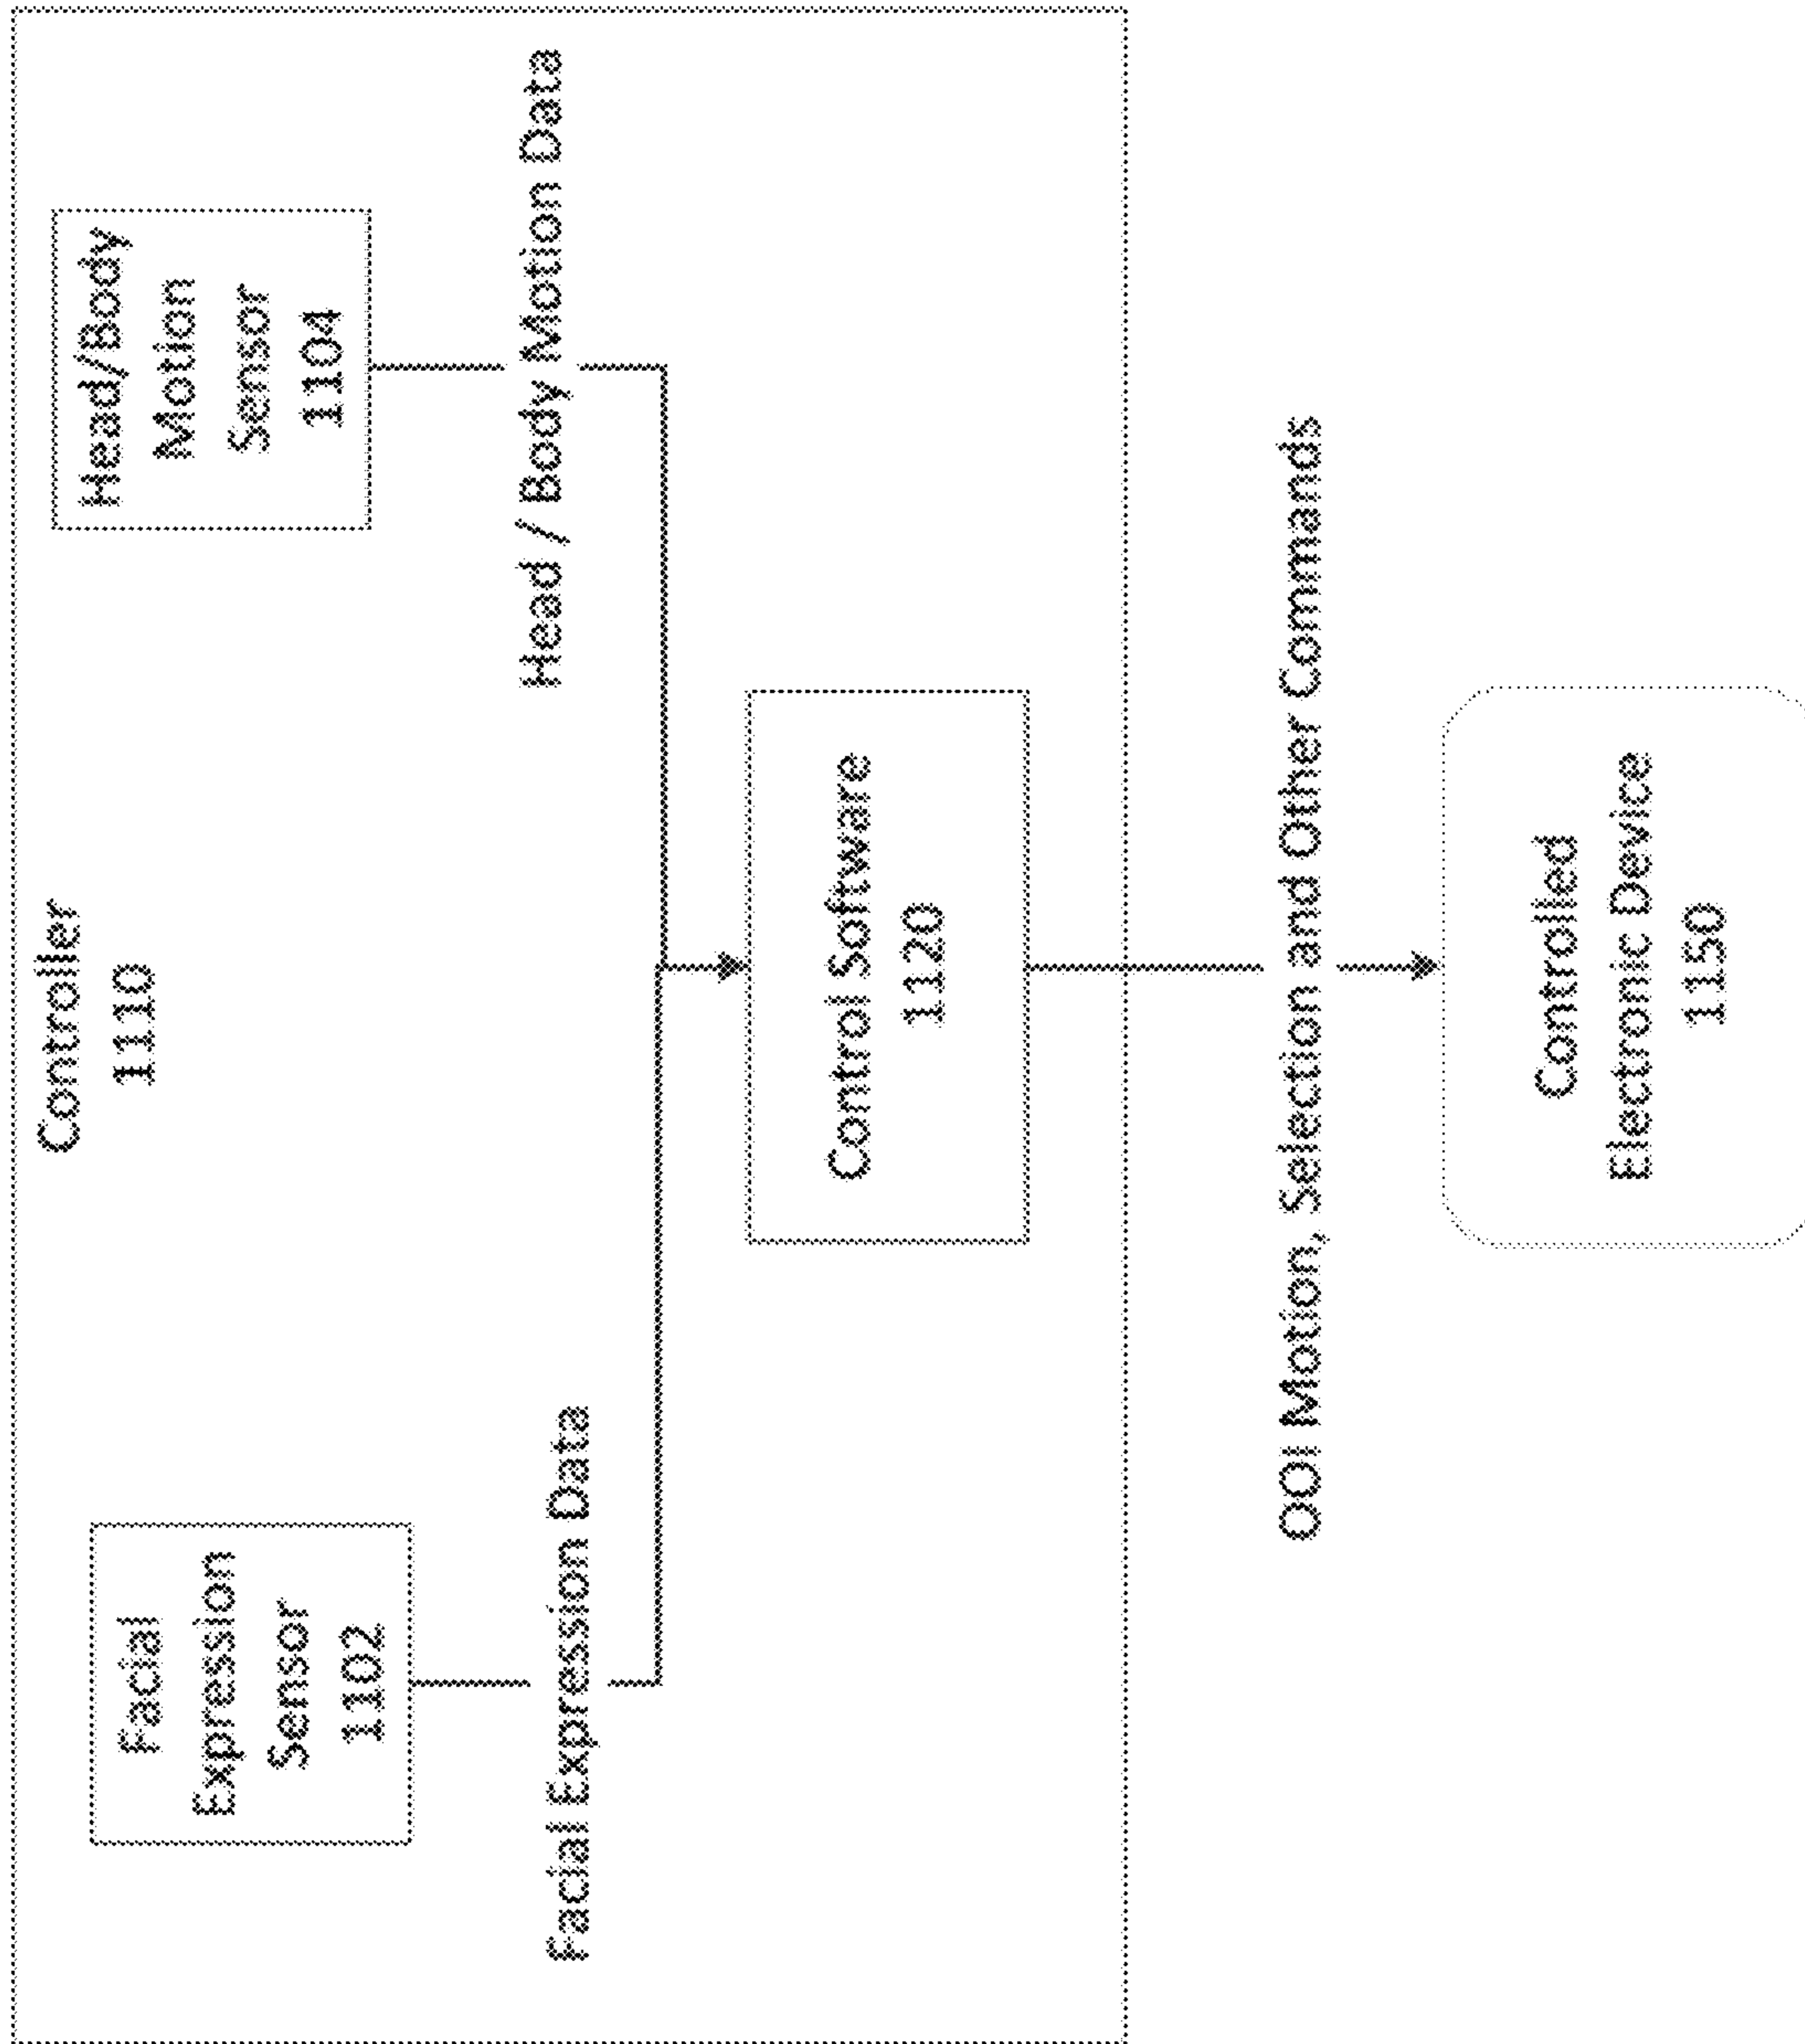 Controller
1110
Facial
Expression
Sensor
1102
Head/Body
Motion
Sensor
1104
Facial Expression Data
Head / Body Motion Data
Control Software
1120
OOI Motion, Selection and Other Commands
Controlled
Electronic Device
1150